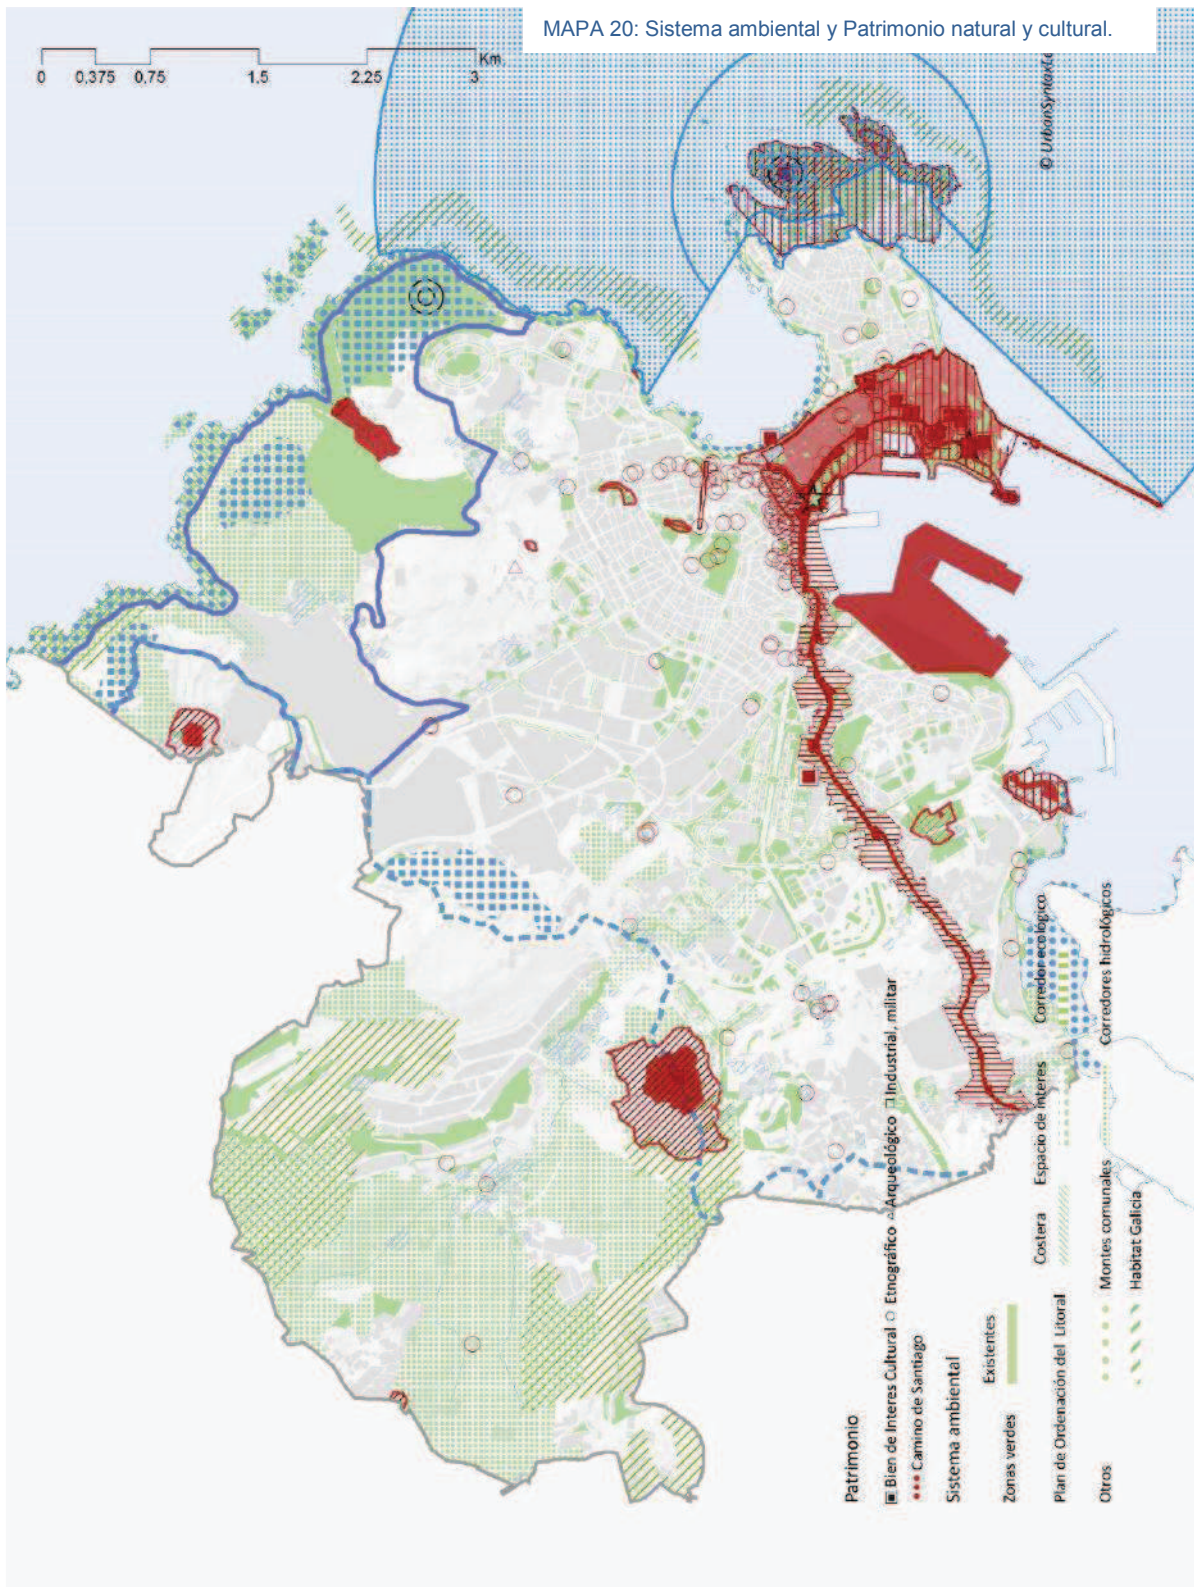 MAPA 20: Sistema ambiental y Patrimonio natural y cultural.
Km.
0 0,375 0,75 1,5 2,25 3
Patrimonio
Bien de Interes Cultural Etnográfico Arqueológico Industrial, militar
Camino de Santiago
Sistema ambiental
Existentes
Zonas verdes
Costera Espacio de Interes Corredor ecológico
Plan de Ordenación del Litoral
Otros Montes comunales Corredores hidrológicos
Habitat Galicia